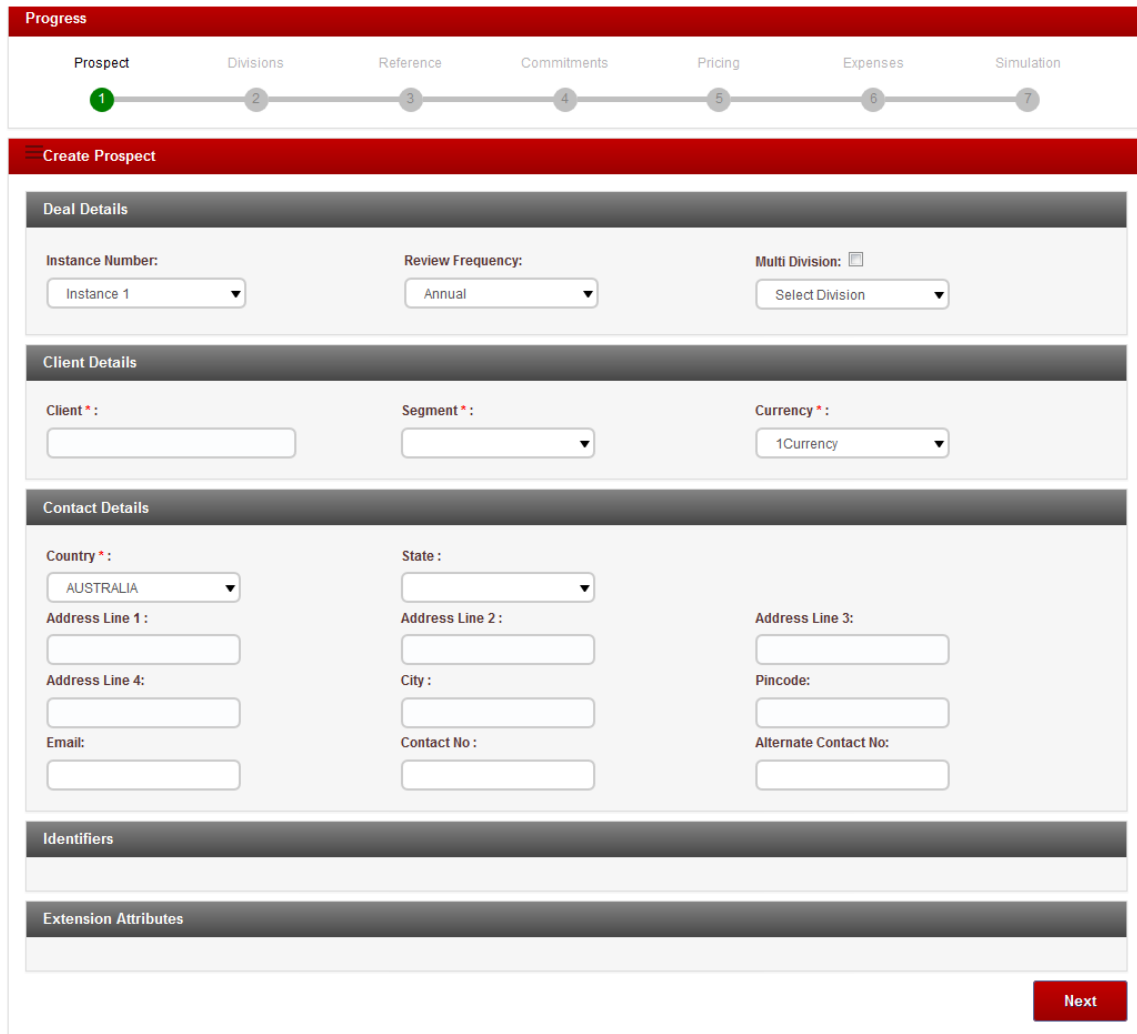 Progress
Prospect Divisions Reference Commitments Pricing Expenses Simulation
1 2 3 4 5 6 7
Create Prospect
Deal Details
Instance Number: Review Frequency: Multi Division:
Instance 1 Annual Select Division
Client Details
Client * : Segment * : Currency * :
1Currency
Contact Details
Country * : State :
AUSTRALIA
Address Line 1 : Address Line 2 : Address Line 3:
Address Line 4: City : Pincode:
Email: Contact No : Alternate Contact No:
Identifiers
Extension Attributes
Next